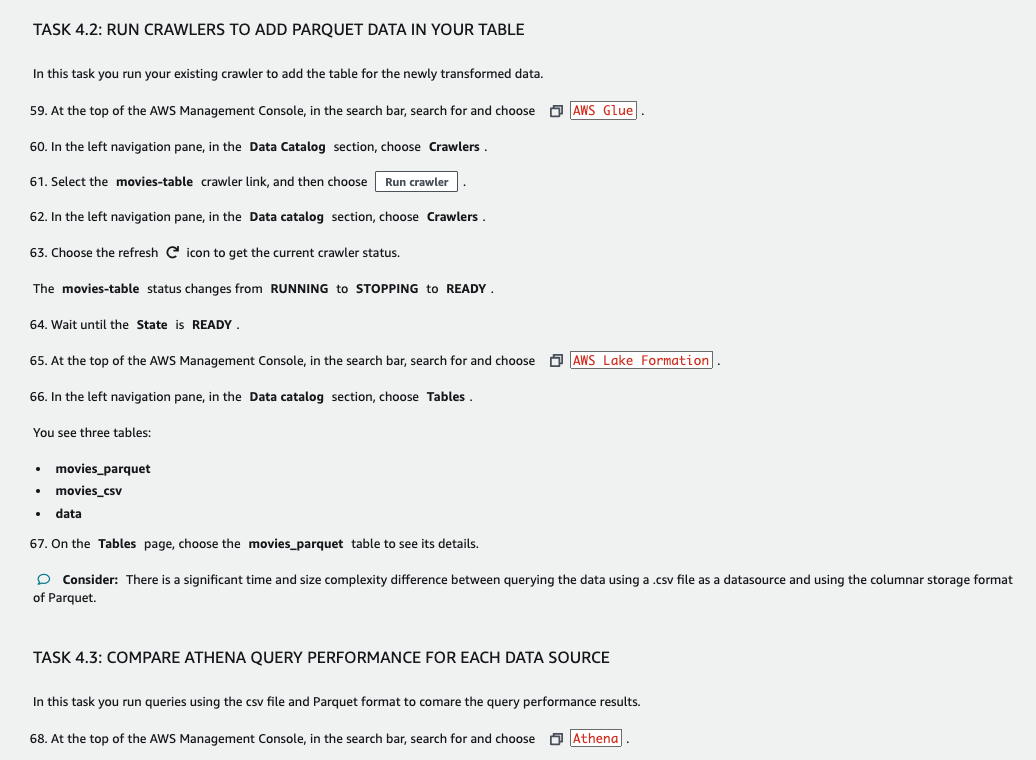 TASK 4.2: RUN CRAWLERS TO ADD PARQUET DATA IN YOUR TABLE
In this task you run your existing crawler to add the table for the newly transformed data.
59. At the top of the AWS Management Console, in the search bar, search for and choose AWS Glue .
60. In the left navigation pane, in the Data Catalog section, choose Crawlers .
61. Select the movies-table crawler link, and then choose Run crawler .
62. In the left navigation pane, in the Data catalog section, choose Crawlers .
63. Choose the refresh icon to get the current crawler status.
The movies-table status changes from RUNNING to STOPPING to READY .
64. Wait until the State is READY .
65. At the top of the AWS Management Console, in the search bar, search for and choose AWS Lake Formation .
66. In the left navigation pane, in the Data catalog section, choose Tables .
You see three tables:
• movies_parquet
• movies_csv
• data
67. On the Tables page, choose the movies_parquet table to see its details.
Consider: There is a significant time and size complexity difference between querying the data using a .csv file as a datasource and using the columnar storage format
of Parquet.
TASK 4.3: COMPARE ATHENA QUERY PERFORMANCE FOR EACH DATA SOURCE
In this task you run queries using the csv file and Parquet format to comare the query performance results.
68. At the top of the AWS Management Console, in the search bar, search for and choose Athena .